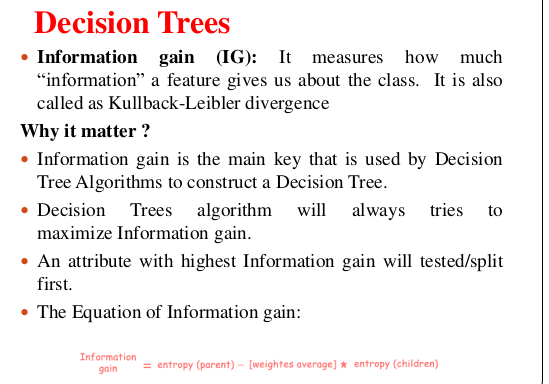 Decision Trees
• Information gain (IG): It measures how much
“information” a feature gives us about the class. It is also
called as Kullback-Leibler divergence
Why it matter ?
• Information gain is the main key that is used by Decision
Tree Algorithms to construct a Decision Tree.
• Decision Trees algorithm will always tries to
maximize Information gain.
• An attribute with highest Information gain will tested/split
first.
• The Equation of Information gain:
Information
gain = entropy (parent) – [weightes average] * entropy (children)